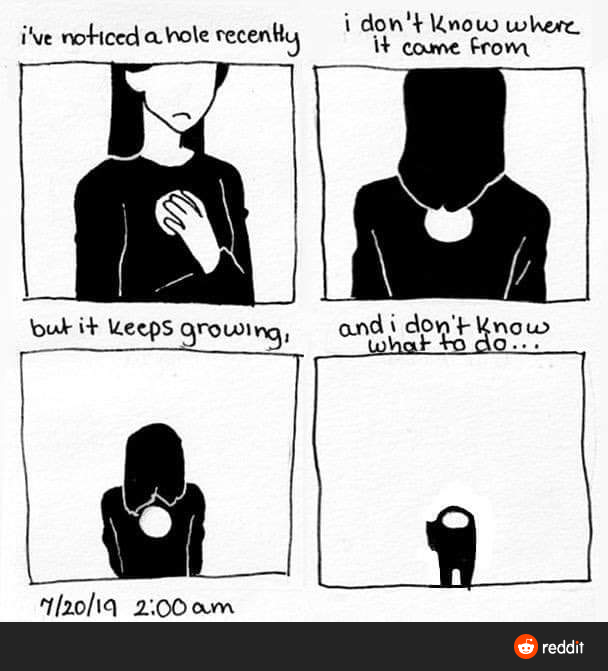 i've noticed a hole recently
i don't know where
it came from
but it keeps growing,
and i don't know
what to do...
7/20/19 2:00 am
reddit